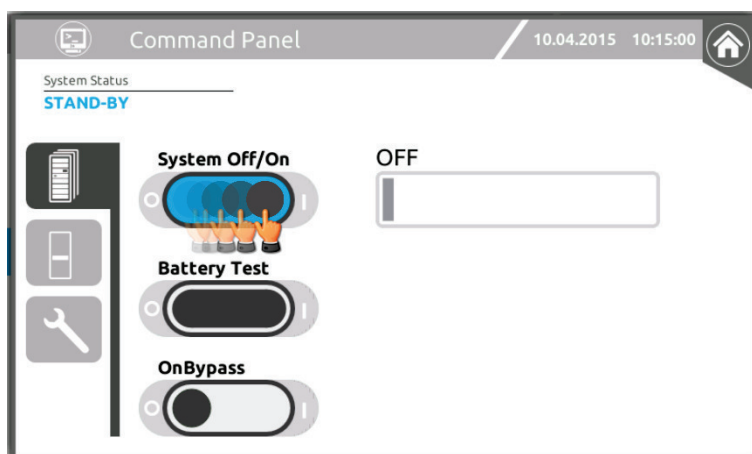 Command Panel
10.04.2015 10:15:00
System Status
STAND-BY
System Off/On
OFF
Battery Test
OnBypass